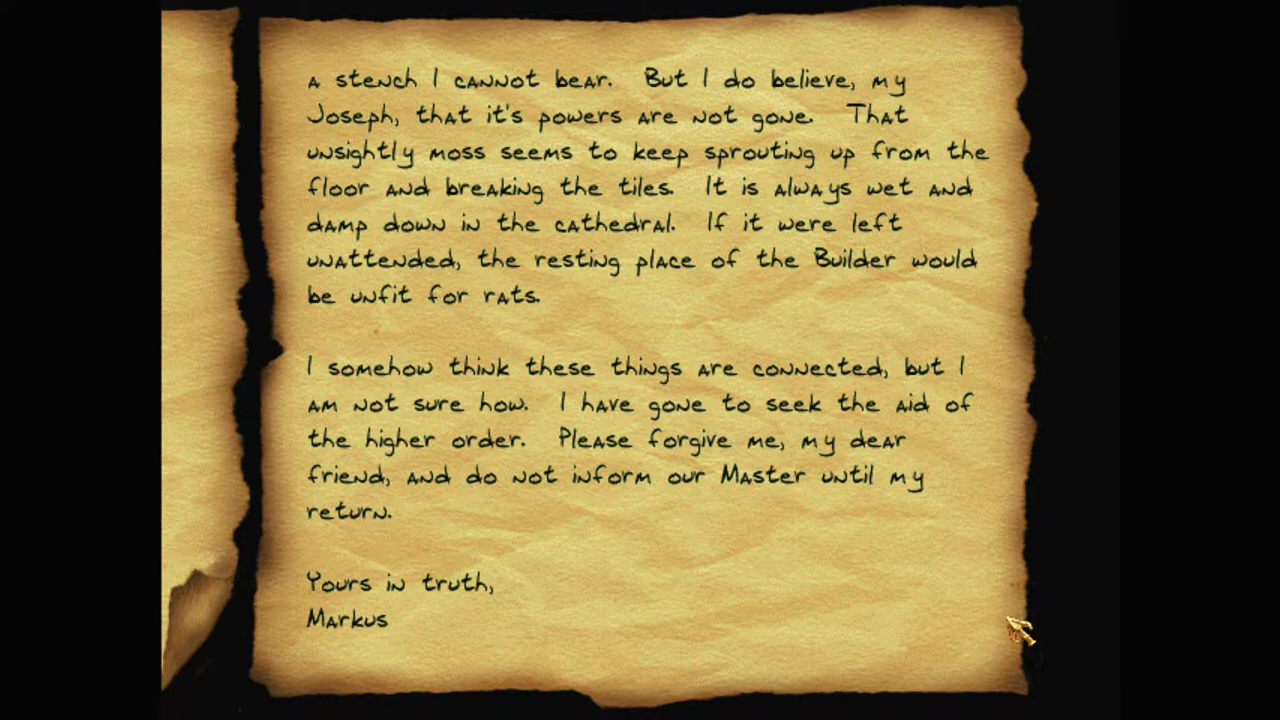 a stench I cannot bear. But I do believe, my
Joseph, that it's powers are not gone. That
unsightly moss seems to keep sprouting up from the
floor and breaking the tiles. It is always wet and
damp down in the cathedral. If it were left
unattended, the resting place of the Builder would
be unfit for rats.
I somehow think these things are connected, but I
am not sure how. I have gone to seek the aid of
the higher order. Please forgive me, my dear
friend, and do not inform our Master until my
return.
Yours in truth,
Markus